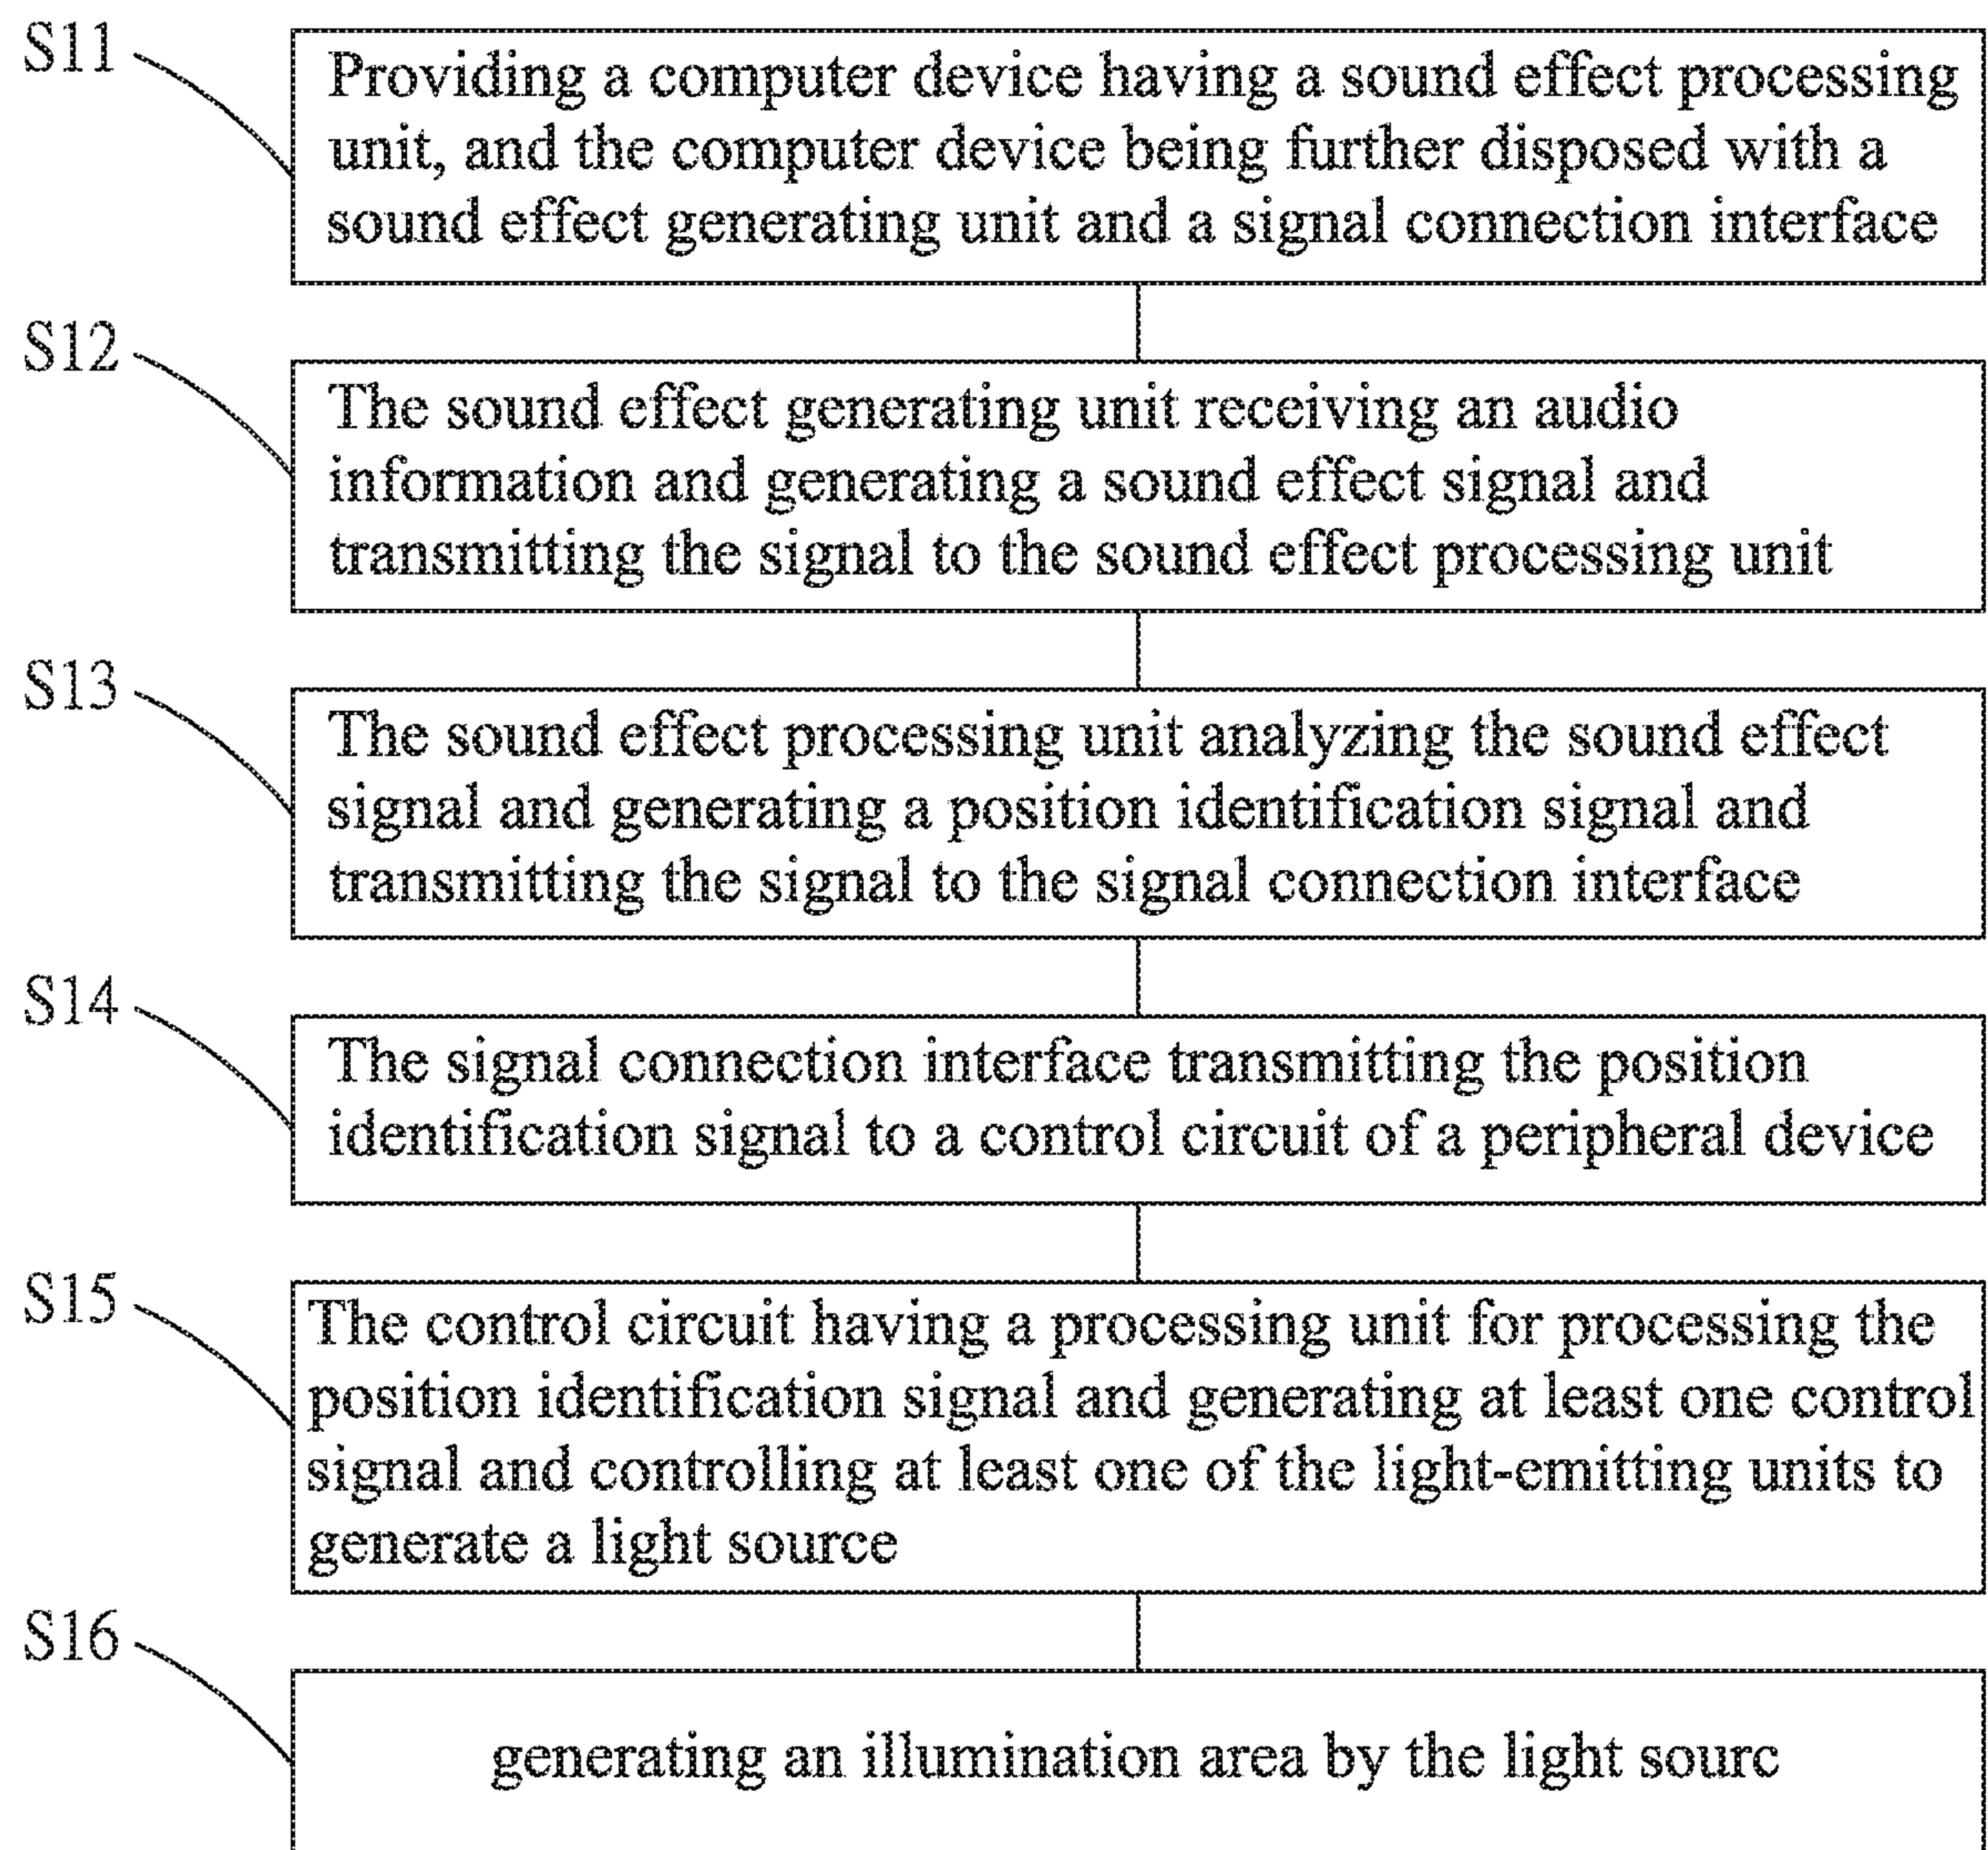 S11
Providing a computer device having a sound effect processing
unit, and the computer device being further disposed with a
sound effect generating unit and a signal connection interface
S12
The sound effect generating unit receiving an audio
information and generating a sound effect signal and
transmitting the signal to the sound effect processing unit
S13
The sound effect processing unit analyzing the sound effect
signal and generating a position identification signal and
transmitting the signal to the signal connection interface
S14
The signal connection interface transmitting the position
identification signal to a control circuit of a peripheral device
S15
The control circuit having a processing unit for processing the
position identification signal and generating at least one control
signal and controlling at least one of the light-emitting units to
generate a light source
S16
generating an illumination area by the light sourc